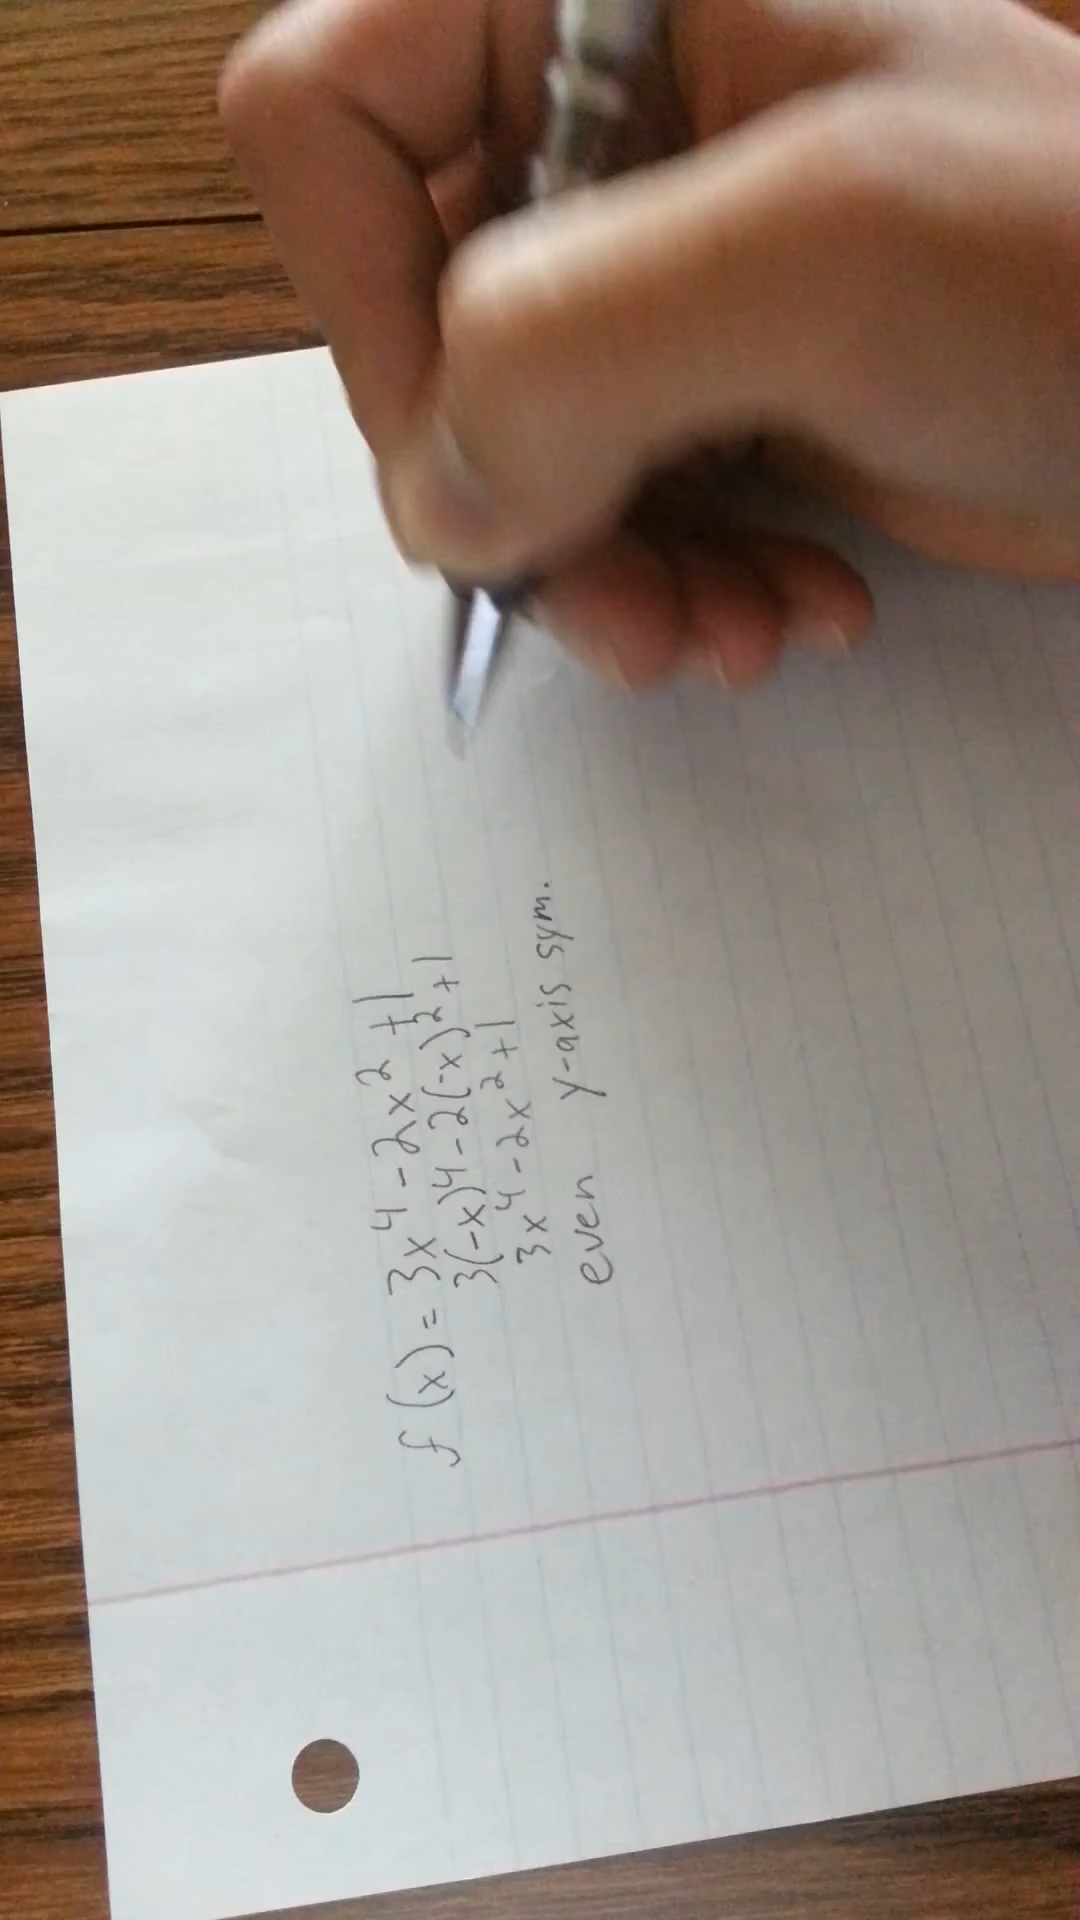 f(x) = 3x⁴ - 2x² + 1
3(-x)⁴ - 2(-x)² + 1
3x⁴ - 2x² + 1
even y-axis sym.